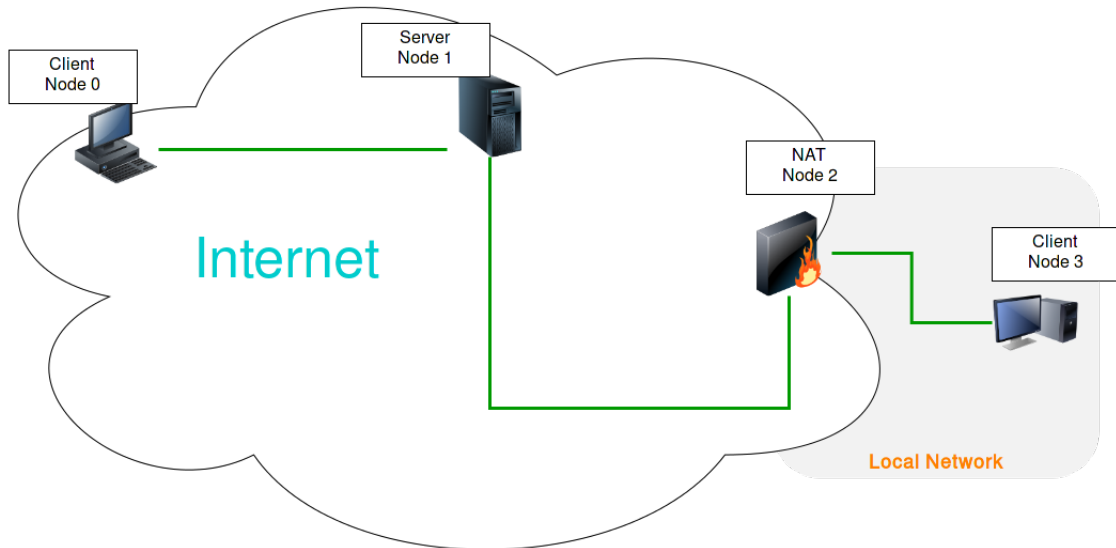 Client
Node 0
Server
Node 1
NAT
Node 2
Client
Node 3
Internet
Local Network